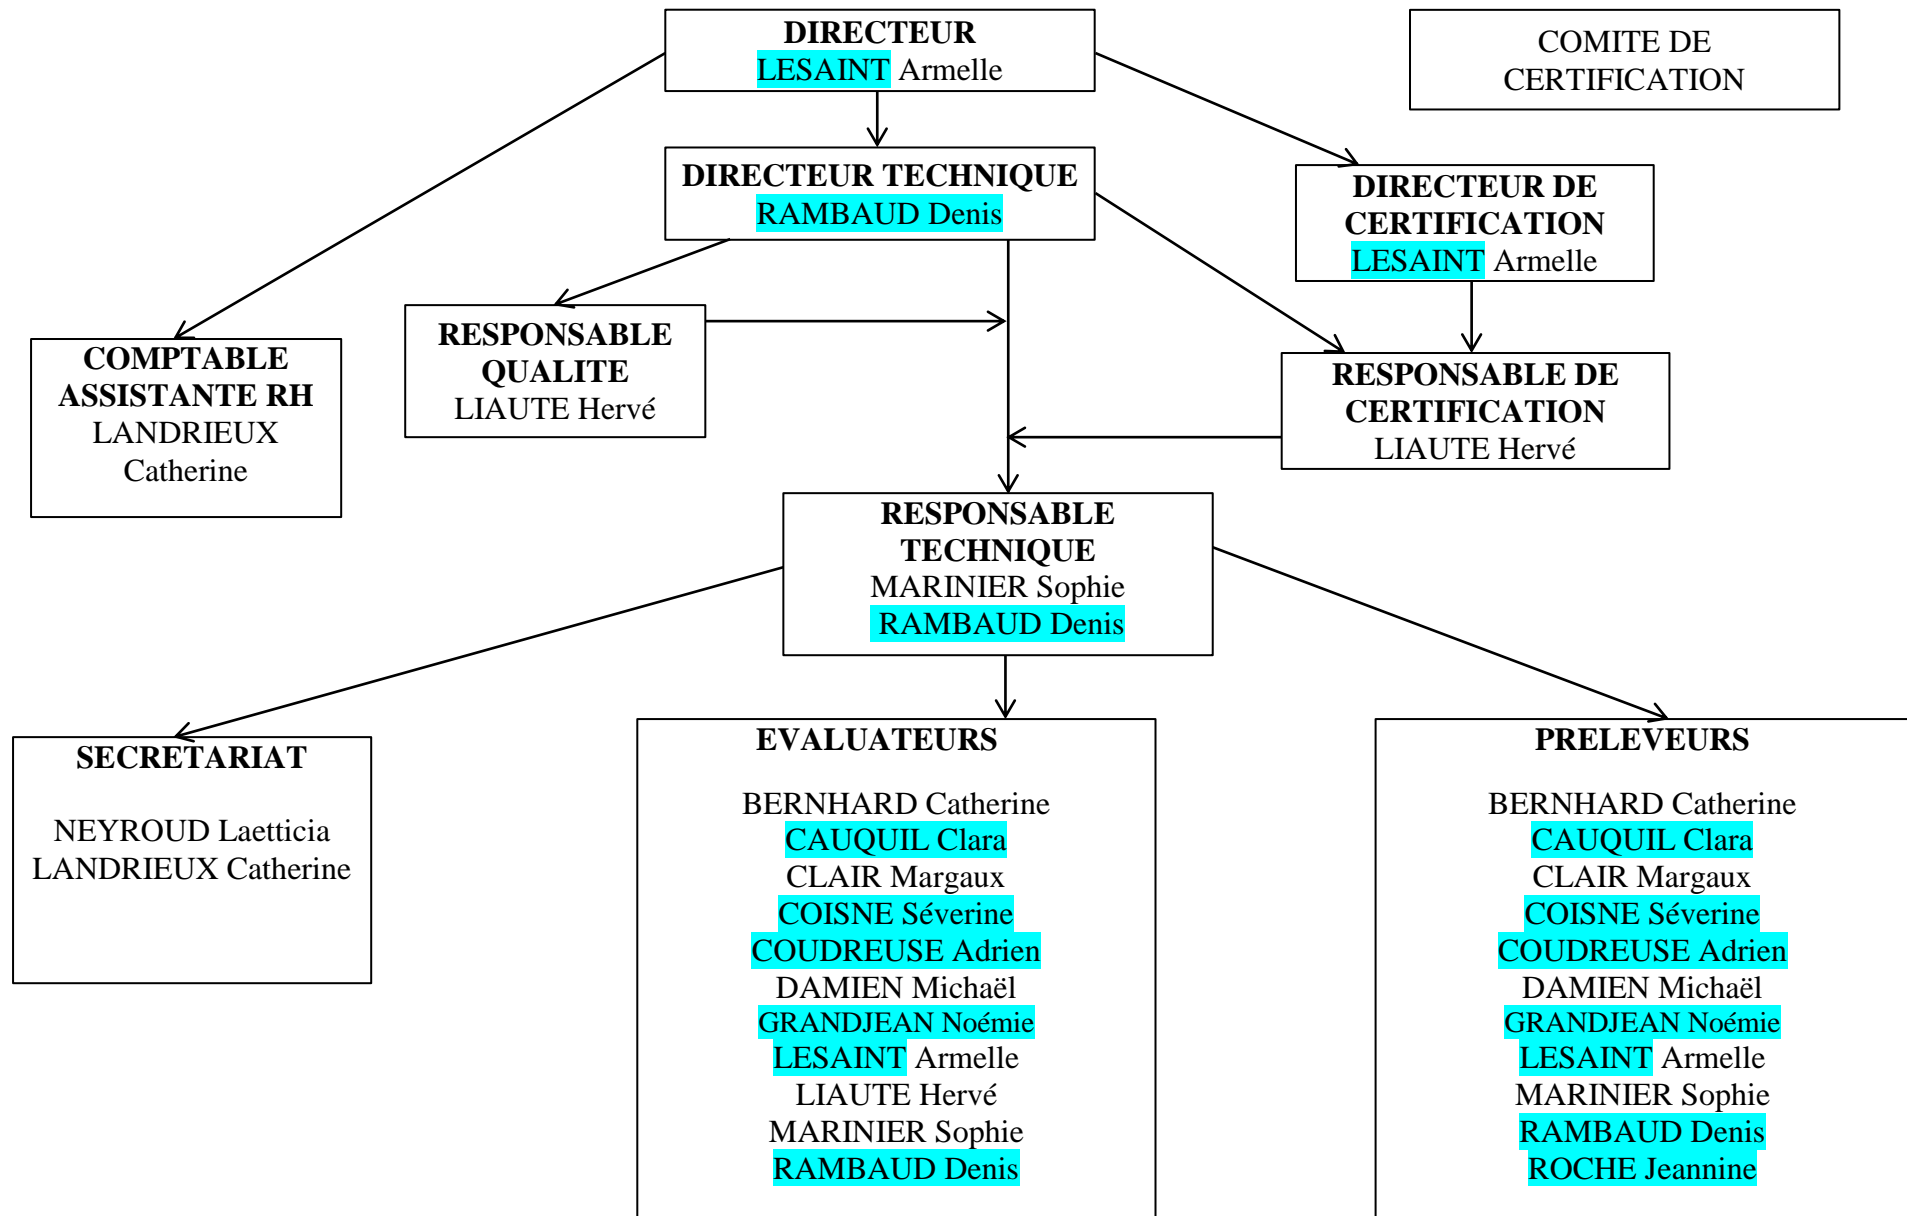 DIRECTEUR
LESAINT Armelle
COMITE DE
CERTIFICATION
DIRECTEUR TECHNIQUE
RAMBAUD Denis
DIRECTEUR DE
CERTIFICATION
LESAINT Armelle
RESPONSABLE
QUALITE
LIAUTE Hervé
COMPTABLE
ASSISTANTE RH
LANDRIEUX
Catherine
RESPONSABLE DE
CERTIFICATION
LIAUTE Hervé
RESPONSABLE
TECHNIQUE
MARINIER Sophie
RAMBAUD Denis
SECRETARIAT
NEYROUD Laetticia
LANDRIEUX Catherine
EVALUATEURS
BERNHARD Catherine
CAUQUIL Clara
CLAIR Margaux
COISNE Séverine
COUDREUSE Adrien
DAMIEN Michaël
GRANDJEAN Noémie
LESAINT Armelle
LIAUTE Hervé
MARINIER Sophie
RAMBAUD Denis
PRELEVEURS
BERNHARD Catherine
CAUQUIL Clara
CLAIR Margaux
COISNE Séverine
COUDREUSE Adrien
DAMIEN Michaël
GRANDJEAN Noémie
LESAINT Armelle
MARINIER Sophie
RAMBAUD Denis
ROCHE Jeannine